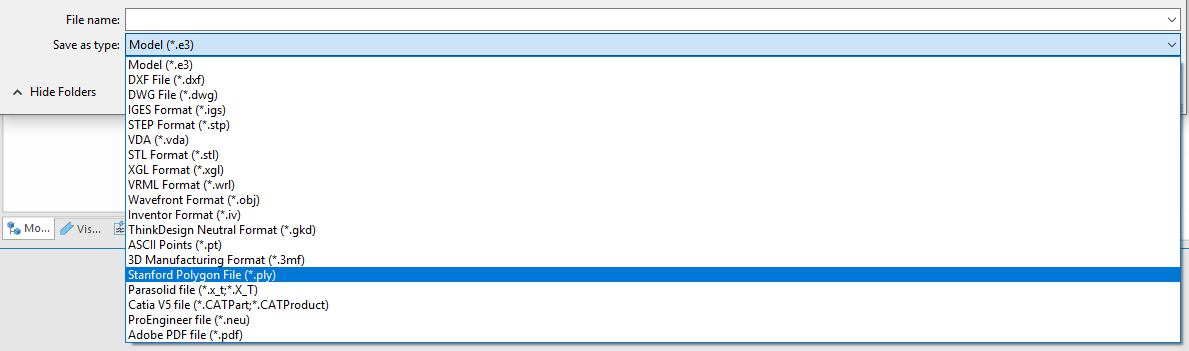 File name:
Save as type: Model (*.e3)
Model (*.e3)
DXF File (*.dxf)
DWG File (*.dwg)
Hide Folders
IGES Format (*.igs)
STEP Format (*.stp)
VDA (*.vda)
STL Format (*.stl)
XGL Format (*.xgl)
VRML Format (*.wrl)
Wavefront Format (*.obj)
Inventor Format (*.iv)
Mo... Vis...
ThinkDesign Neutral Format (*.gkd)
ASCII Points (*.pt)
3D Manufacturing Format (*.3mf)
Stanford Polygon File (*.ply)
Parasolid file (*.x_t;*.X_T)
Catia V5 file (*.CATPart;*.CATProduct)
ProEngineer file (*.neu)
Adobe PDF file (*.pdf)